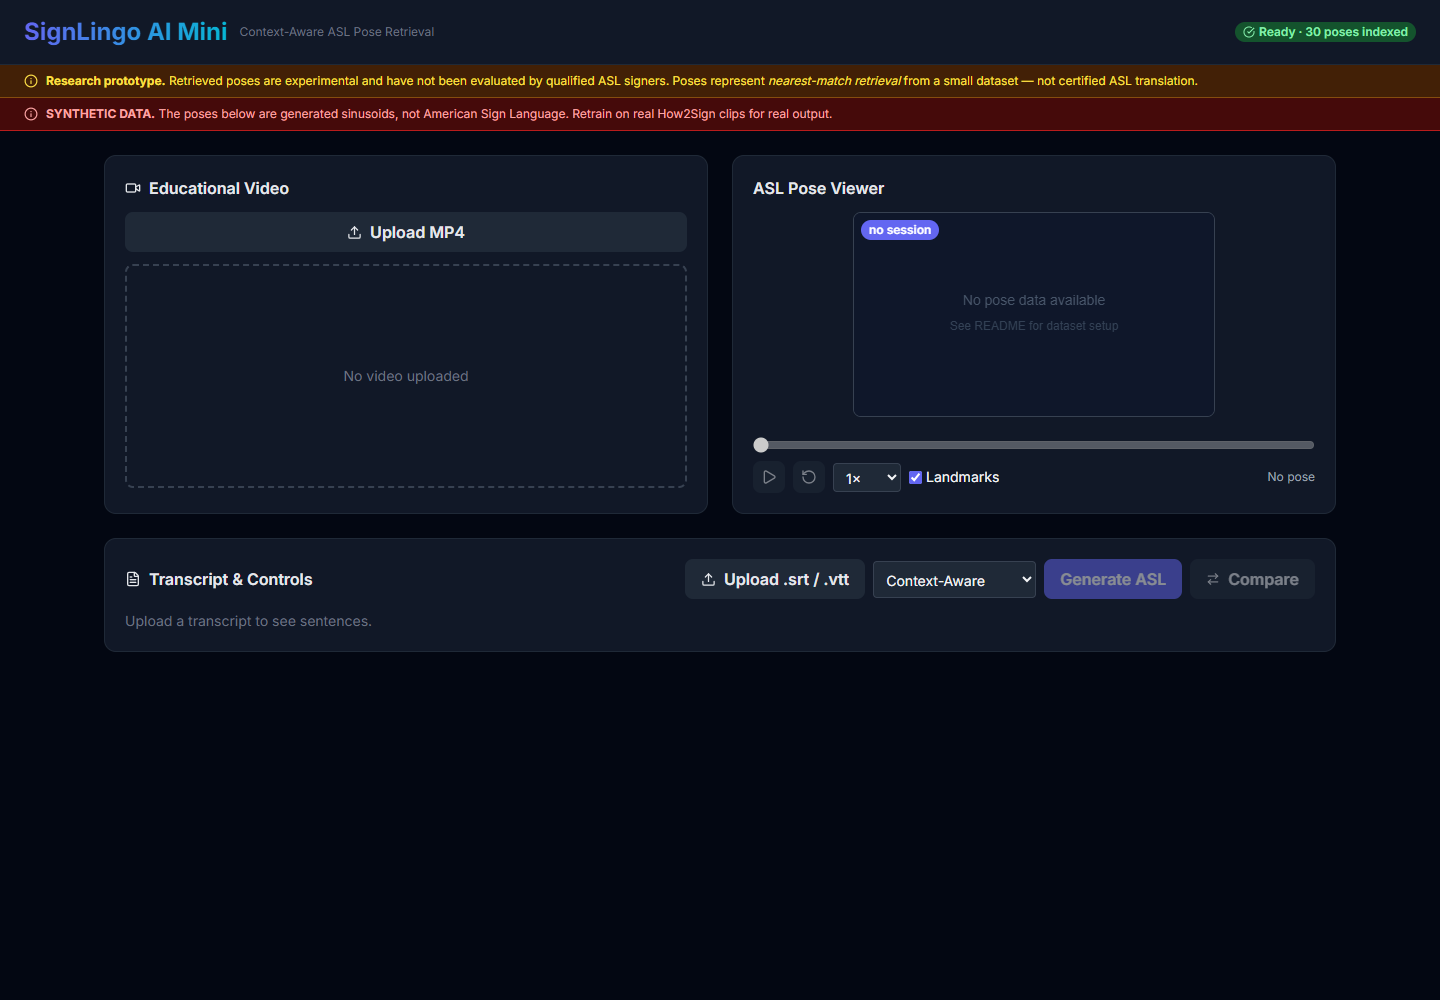 SignLingo AI Mini
Context-Aware ASL Pose Retrieval
Ready · 30 poses indexed
Research prototype. Retrieved poses are experimental and have not been evaluated by qualified ASL signers. Poses represent nearest-match retrieval from a small dataset — not certified ASL translation.
SYNTHETIC DATA. The poses below are generated sinusoids, not American Sign Language. Retrain on real How2Sign clips for real output.
Educational Video
Upload MP4
No video uploaded
ASL Pose Viewer
no session
No pose data available
See README for dataset setup
1×
Landmarks
No pose
Transcript & Controls
Upload .srt / .vtt
Context-Aware
Generate ASL
Compare
Upload a transcript to see sentences.